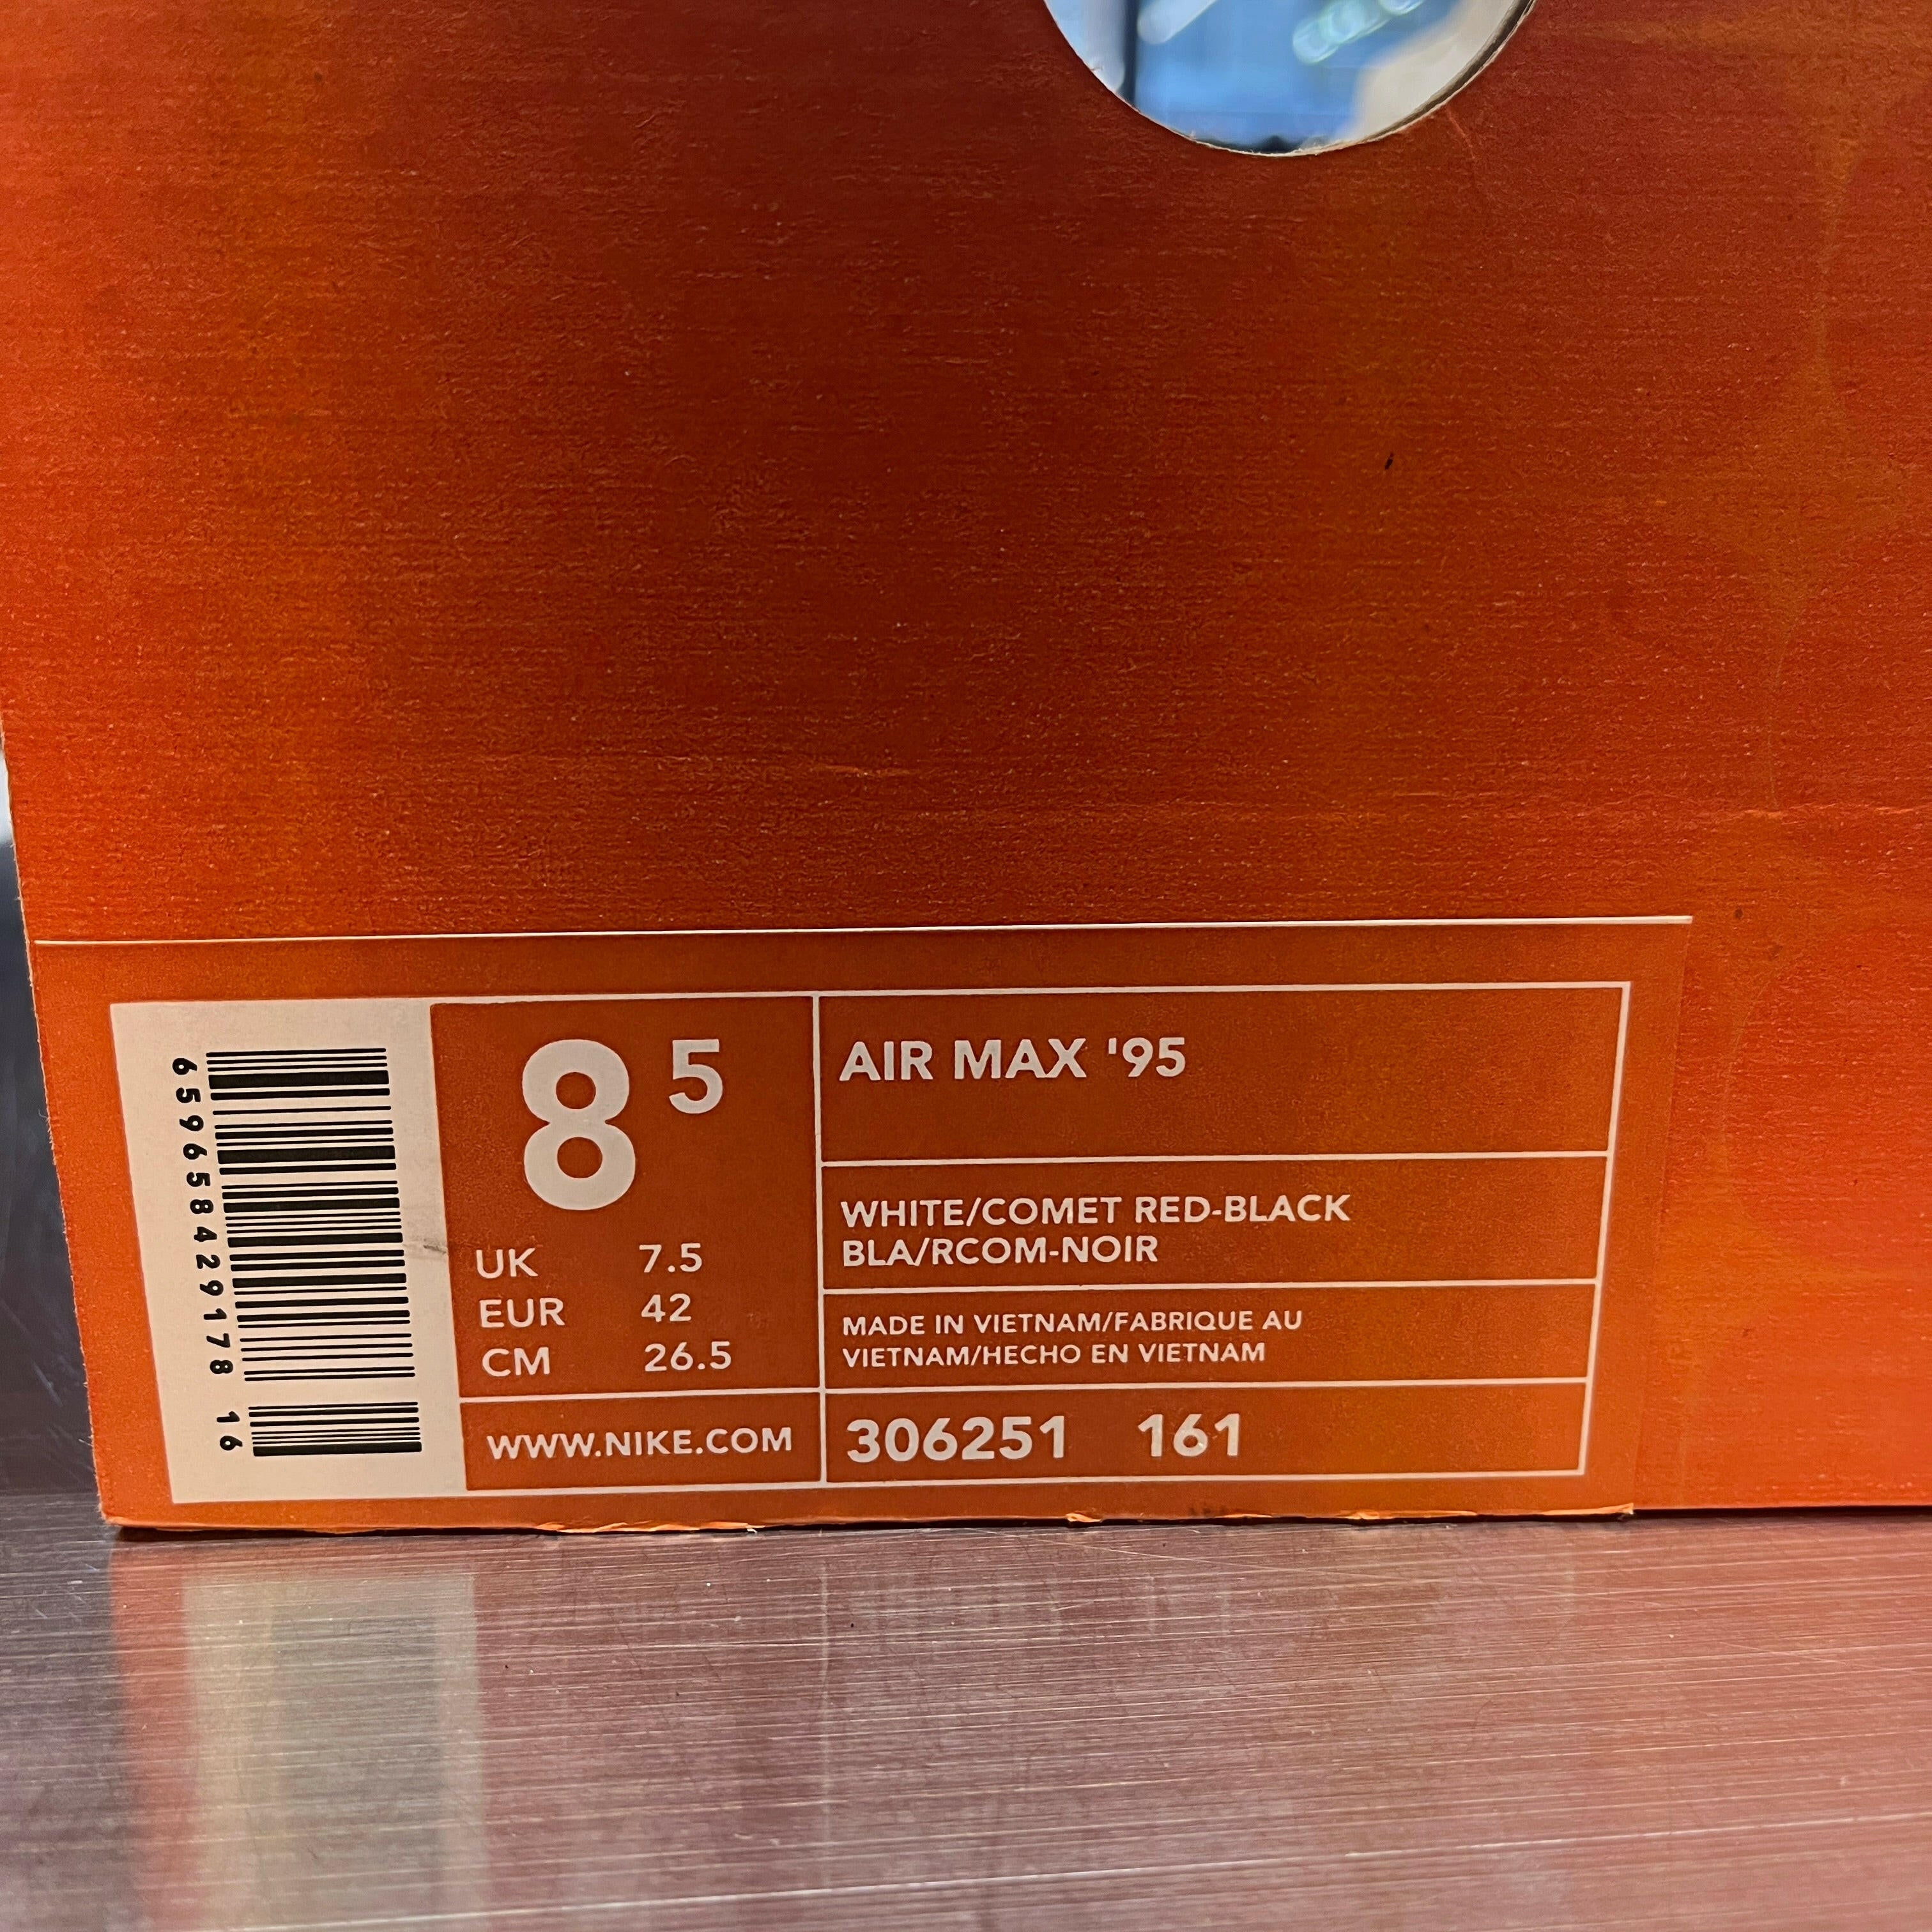 659658429178 16
8 5
UK 7.5
EUR 42
CM 26.5
WWW.NIKE.COM
AIR MAX '95
WHITE/COMET RED-BLACK
BLA/RCOM-NOIR
MADE IN VIETNAM/FABRIQUE AU
VIETNAM/HECHO EN VIETNAM
306251 161